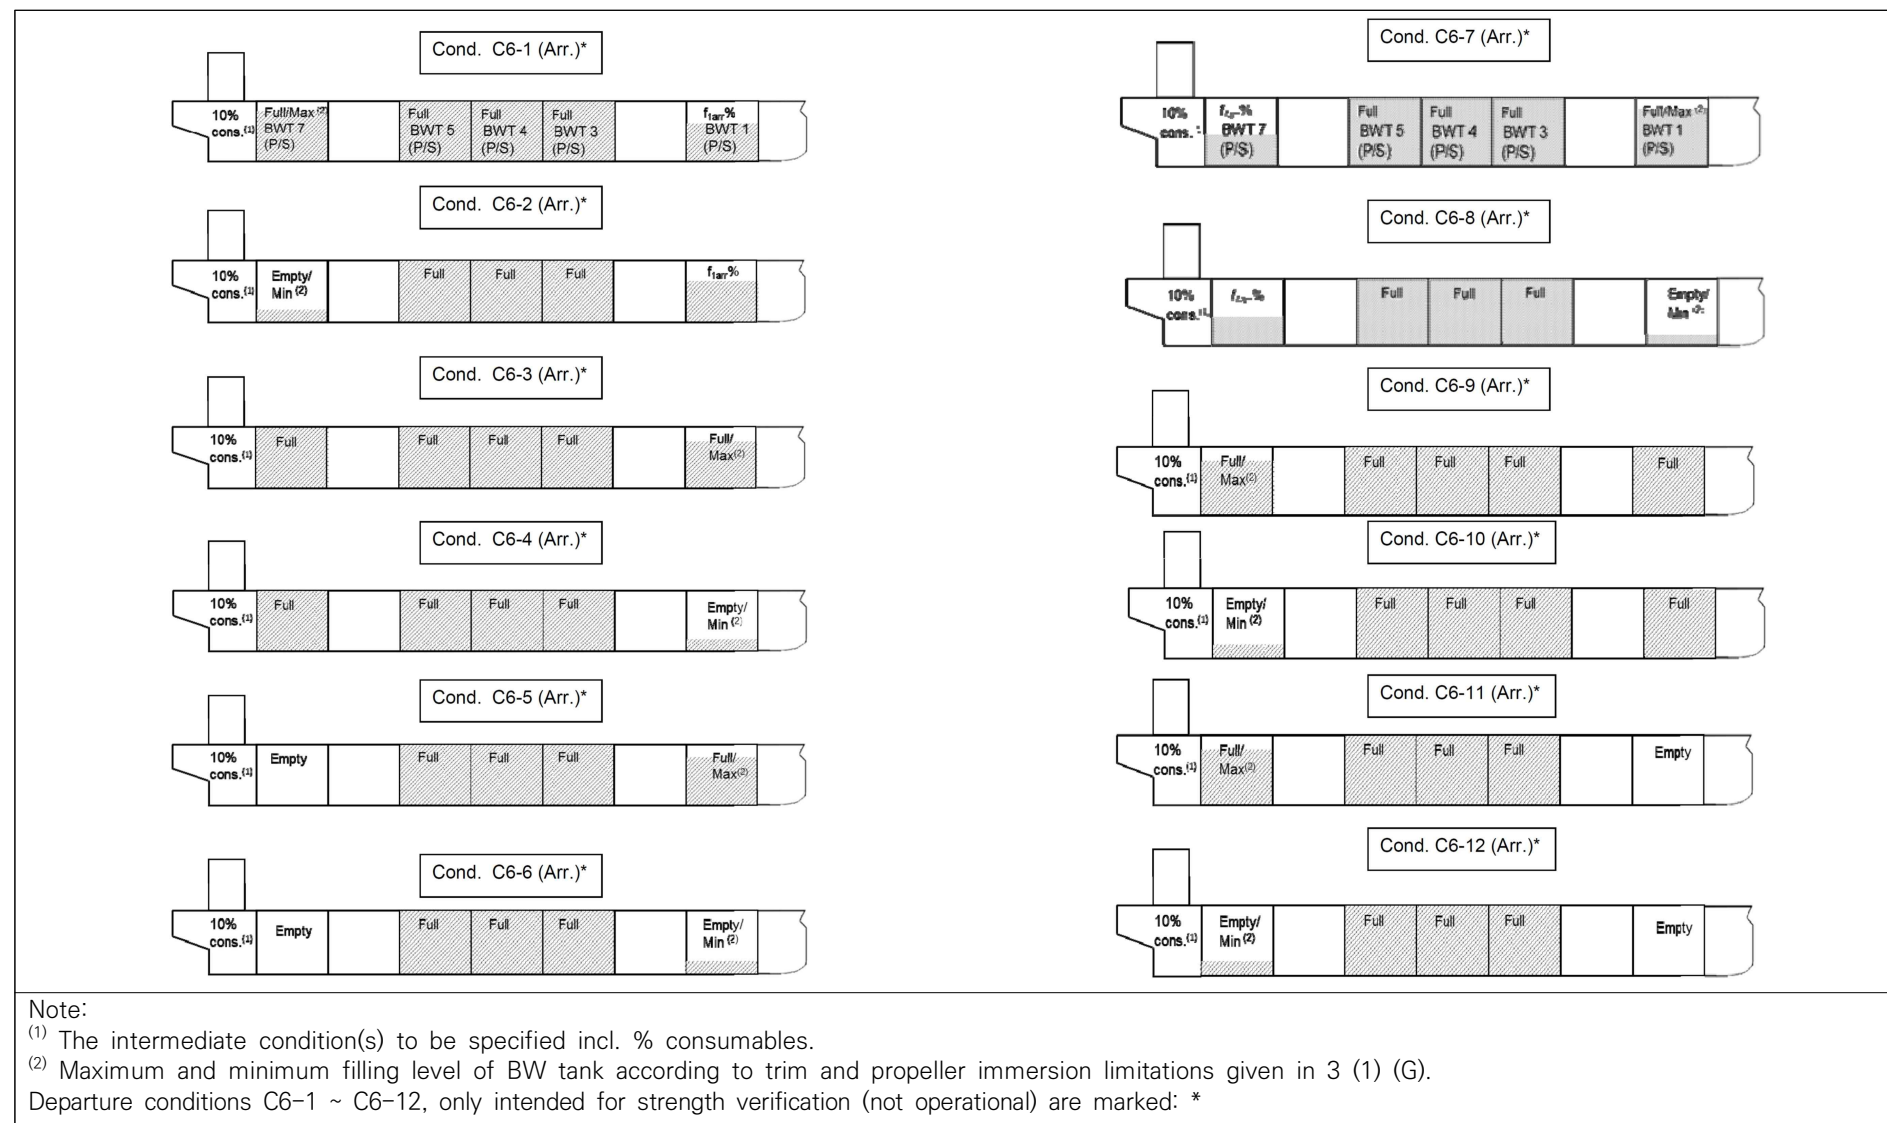 Cond. C6-1 (Arr.)*
10% cons.(1)
Full/Max (2) BWT 7 (P/S)
Full BWT 5 (P/S)
Full BWT 4 (P/S)
Full BWT 3 (P/S)
f1arr% BWT 1 (P/S)
Cond. C6-2 (Arr.)*
10% cons.(1)
Empty/ Min (2)
Full
Full
Full
f1arr%
Cond. C6-3 (Arr.)*
10% cons.(1)
Full
Full
Full
Full
Full/ Max(2)
Cond. C6-4 (Arr.)*
10% cons.(1)
Full
Full
Full
Full
Empty/ Min (2)
Cond. C6-5 (Arr.)*
10% cons.(1)
Empty
Full
Full
Full
Full/ Max(2)
Cond. C6-6 (Arr.)*
10% cons.(1)
Empty
Full
Full
Full
Empty/ Min (2)
Cond. C6-7 (Arr.)*
10% cons.
BWT 7 (P/S)
Full BWT 5 (P/S)
Full BWT 4 (P/S)
Full BWT 3 (P/S)
Full/Max (2) BWT 1 (P/S)
Cond. C6-8 (Arr.)*
10% cons.
Full
Full
Full
Empty/ Min (2)
Cond. C6-9 (Arr.)*
10% cons.(1)
Full/ Max(2)
Full
Full
Full
Full
Cond. C6-10 (Arr.)*
10% cons.(1)
Empty/ Min (2)
Full
Full
Full
Full
Cond. C6-11 (Arr.)*
10% cons.(1)
Full/ Max(2)
Full
Full
Full
Empty
Cond. C6-12 (Arr.)*
10% cons.(1)
Empty/ Min (2)
Full
Full
Full
Empty
Note:
(1) The intermediate condition(s) to be specified incl. % consumables.
(2) Maximum and minimum filling level of BW tank according to trim and propeller immersion limitations given in 3 (1) (G).
Departure conditions C6-1 ~ C6-12, only intended for strength verification (not operational) are marked: *